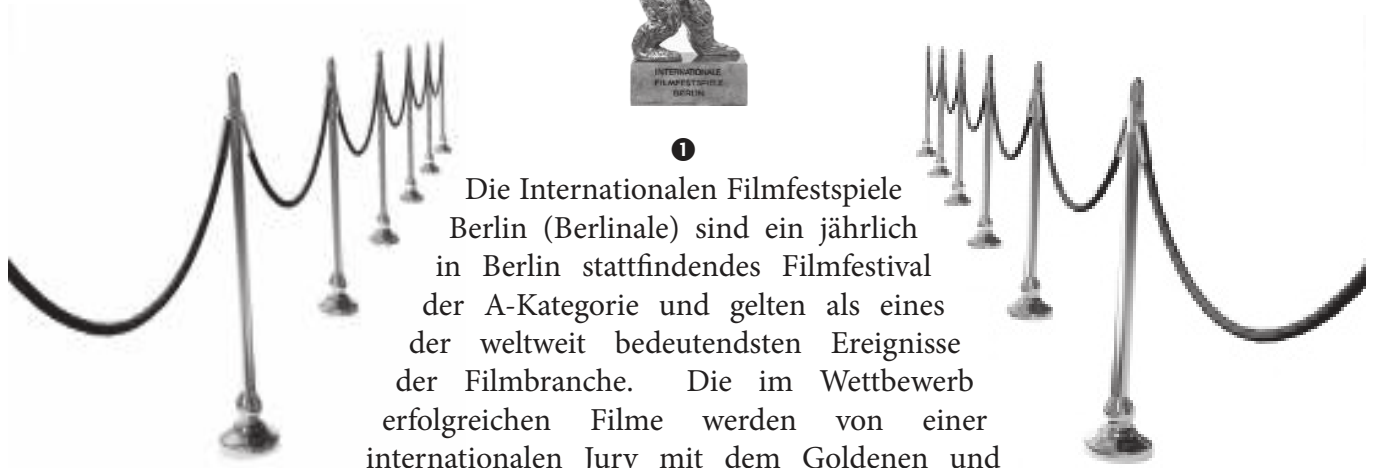 INTERNATIONALE
FILMFESTSPIELE
BERLIN
❶
Die Internationalen Filmfestspiele
Berlin (Berlinale) sind ein jährlich
in Berlin stattfindendes Filmfestival
der A-Kategorie und gelten als eines
der weltweit bedeutendsten Ereignisse
der Filmbranche. Die im Wettbewerb
erfolgreichen Filme werden von einer
internationalen Jury mit dem Goldenen und